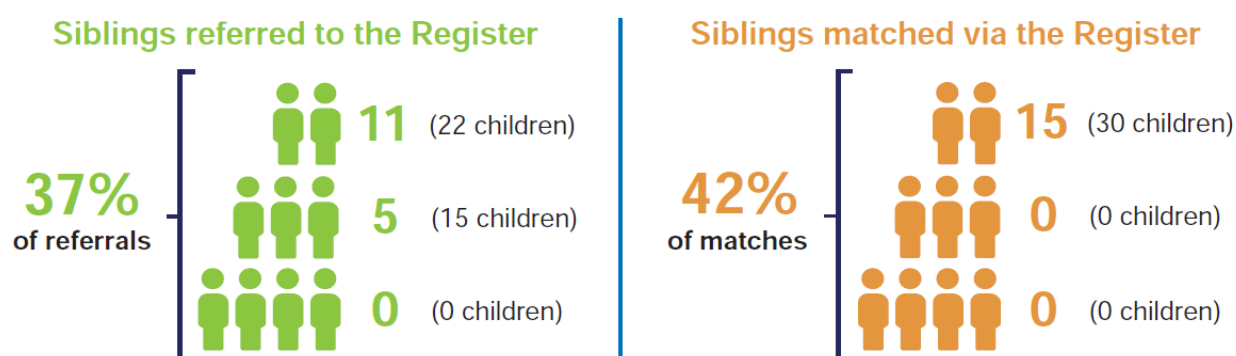 Siblings referred to the Register
37%
of referrals
11 (22 children)
5 (15 children)
0 (0 children)
Siblings matched via the Register
42%
of matches
15 (30 children)
0 (0 children)
0 (0 children)